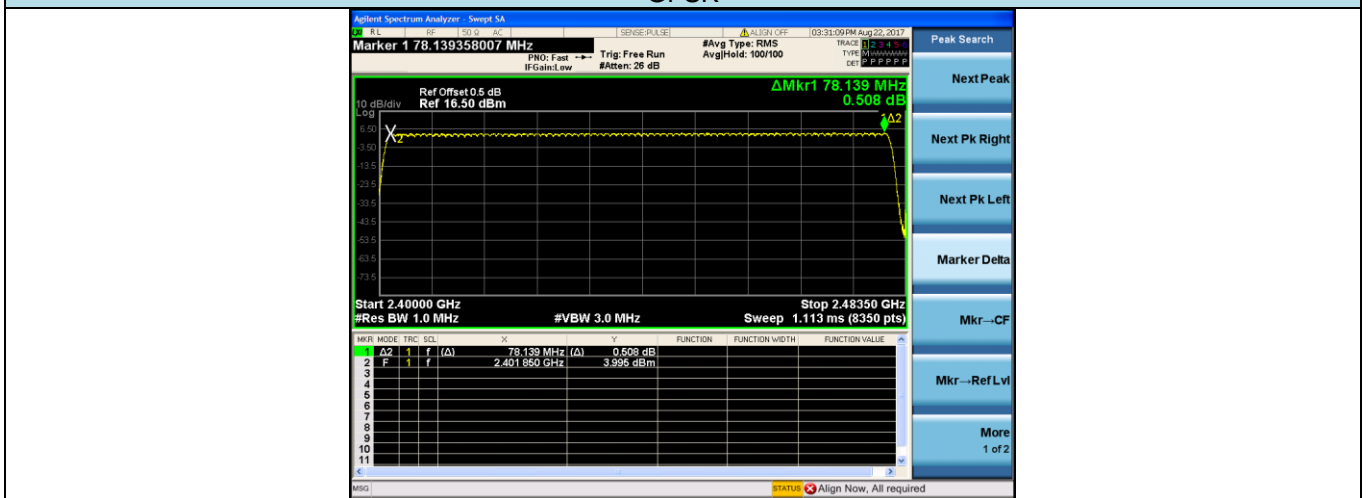 Agilent Spectrum Analyzer - Swept SA
RL RF 50 Ω AC SENSE:PULSE ALIGN OFF 03:31:09 PM Aug 22, 2017
Marker 1 78.139358007 MHz
PNO: Fast IFGain:Low
Trig: Free Run #Atten: 26 dB
#Avg Type: RMS Avg|Hold: 100/100
TRACE 1 2 3 4 5 6
TYPE M
DET P P P P P P
Peak Search
Next Peak
Next Pk Right
Next Pk Left
Marker Delta
Mkr→CF
Mkr→Ref Lvl
More
1 of 2
ΔMkr1 78.139 MHz
0.508 dB
Ref Offset 0.5 dB
10 dB/div Ref 16.50 dBm
Log
1Δ2
6.50
X2
-3.50
-13.5
-23.5
-33.5
-43.5
-53.5
-63.5
-73.5
Start 2.40000 GHz Stop 2.48350 GHz
#Res BW 1.0 MHz #VBW 3.0 MHz Sweep 1.113 ms (8350 pts)
MKR MODE TRC SCL X Y FUNCTION FUNCTION WIDTH FUNCTION VALUE
1 Δ2 1 f (Δ) 78.139 MHz (Δ) 0.508 dB
2 F 1 f 2.401 850 GHz 3.995 dBm
3
4
5
6
7
8
9
10
11
MSG STATUS Align Now, All required